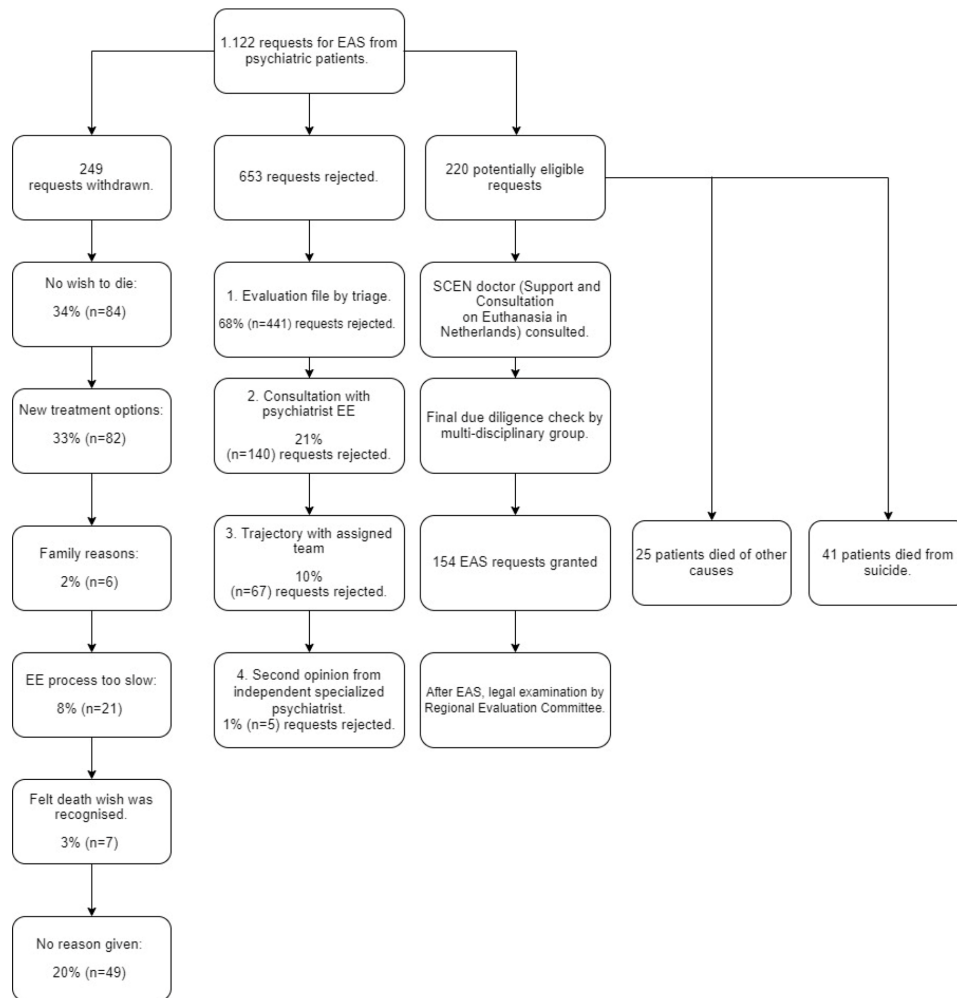 1.122 requests for EAS from
psychiatric patients.
249
requests withdrawn.
No wish to die:
34% (n=84)
New treatment options:
33% (n=82)
Family reasons:
2% (n=6)
EE process too slow:
8% (n=21)
Felt death wish was
recognised.
3% (n=7)
No reason given:
20% (n=49)
653 requests rejected.
1. Evaluation file by triage.
68% (n=441) requests rejected.
2. Consultation with
psychiatrist EE
21%
(n=140) requests rejected.
3. Trajectory with assigned
team
10%
(n=67) requests rejected.
4. Second opinion from
independent specialized
psychiatrist.
1% (n=5) requests rejected.
220 potentially eligible
requests
SCEN doctor (Support and
Consultation
on Euthanasia in
Netherlands) consulted.
Final due diligence check by
multi-disciplinary group.
154 EAS requests granted
After EAS, legal examination by
Regional Evaluation Committee.
25 patients died of other
causes
41 patients died from
suicide.